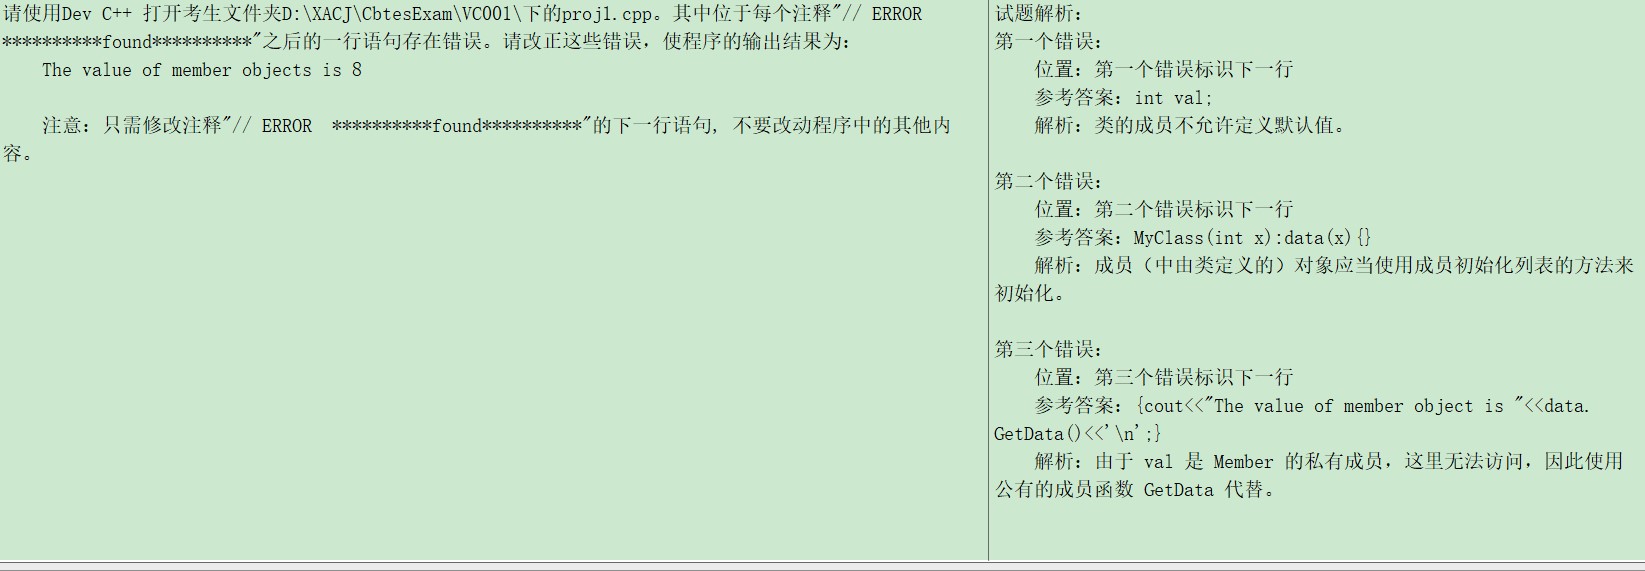 请使用Dev C++ 打开考生文件夹D:\XACJ\CbtesExam\VC001\下的proj1.cpp。其中位于每个注释"// ERROR
**********found**********"之后的一行语句存在错误。请改正这些错误，使程序的输出结果为：
The value of member objects is 8
注意：只需修改注释"// ERROR  **********found**********"的下一行语句, 不要改动程序中的其他内
容。
试题解析：
第一个错误：
位置：第一个错误标识下一行
参考答案：int val;
解析：类的成员不允许定义默认值。
第二个错误：
位置：第二个错误标识下一行
参考答案：MyClass(int x):data(x){}
解析：成员（中由类定义的）对象应当使用成员初始化列表的方法来
初始化。
第三个错误：
位置：第三个错误标识下一行
参考答案：{cout<<"The value of member object is "<<data.
GetData()<<'\n';}
解析：由于 val 是 Member 的私有成员，这里无法访问，因此使用
公有的成员函数 GetData 代替。